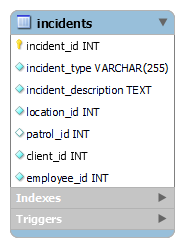 incidents
incident_id INT
incident_type VARCHAR(255)
incident_description TEXT
location_id INT
patrol_id INT
client_id INT
employee_id INT
Indexes
Triggers